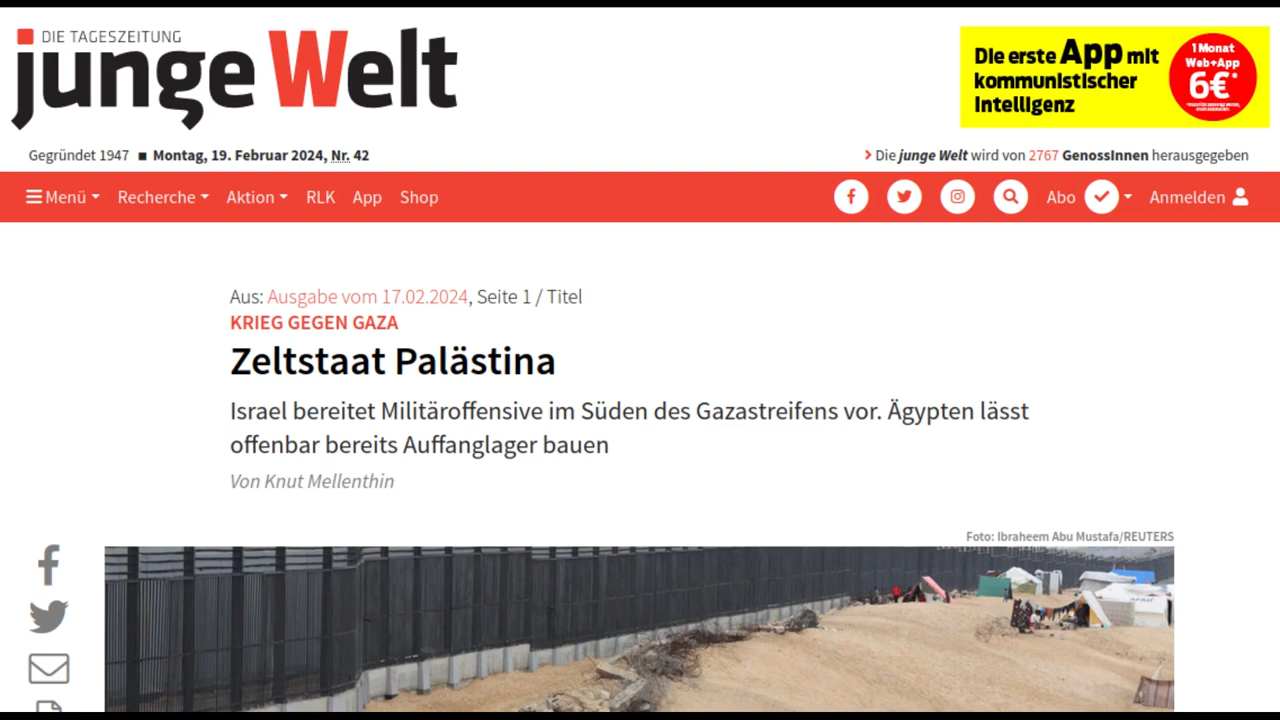 DIE TAGESZEITUNG
junge Welt
Die erste App mit
kommunistischer
Intelligenz
1 Monat
Web+App
6€*
Gegründet 1947 ■ Montag, 19. Februar 2024, Nr. 42
Die junge Welt wird von 2767 GenossInnen herausgegeben
Menü Recherche Aktion RLK App Shop
Abo Anmelden
Aus: Ausgabe vom 17.02.2024, Seite 1 / Titel
KRIEG GEGEN GAZA
Zeltstaat Palästina
Israel bereitet Militäroffensive im Süden des Gazastreifens vor. Ägypten lässt
offenbar bereits Auffanglager bauen
Von Knut Mellenthin
Foto: Ibraheem Abu Mustafa/REUTERS